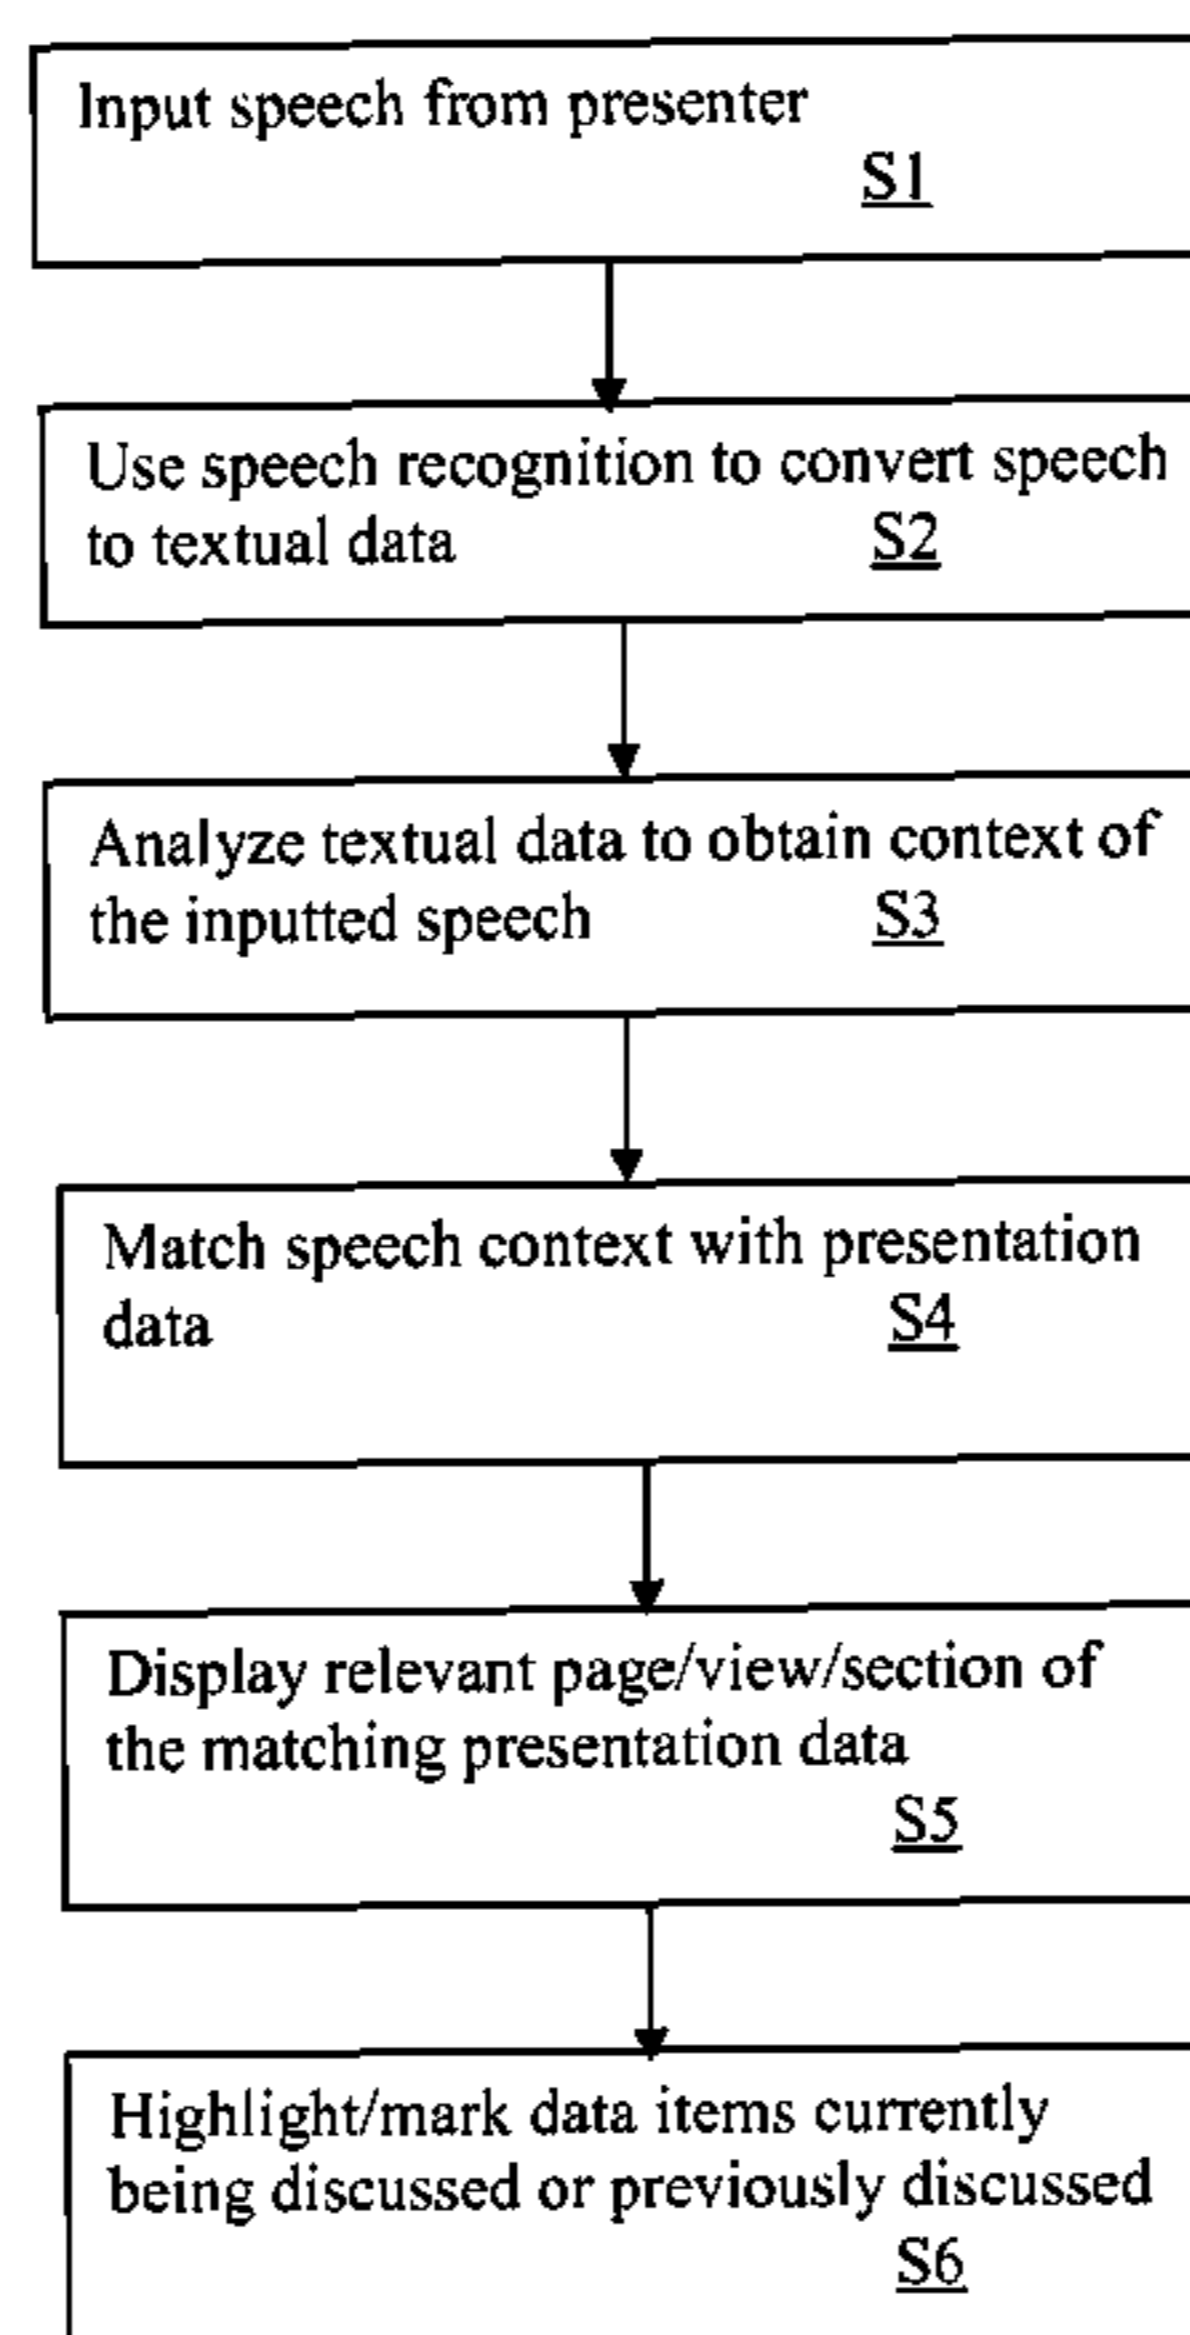 Input speech from presenter
S1
Use speech recognition to convert speech
to textual data S2
Analyze textual data to obtain context of
the inputted speech S3
Match speech context with presentation
data S4
Display relevant page/view/section of
the matching presentation data
S5
Highlight/mark data items currently
being discussed or previously discussed
S6